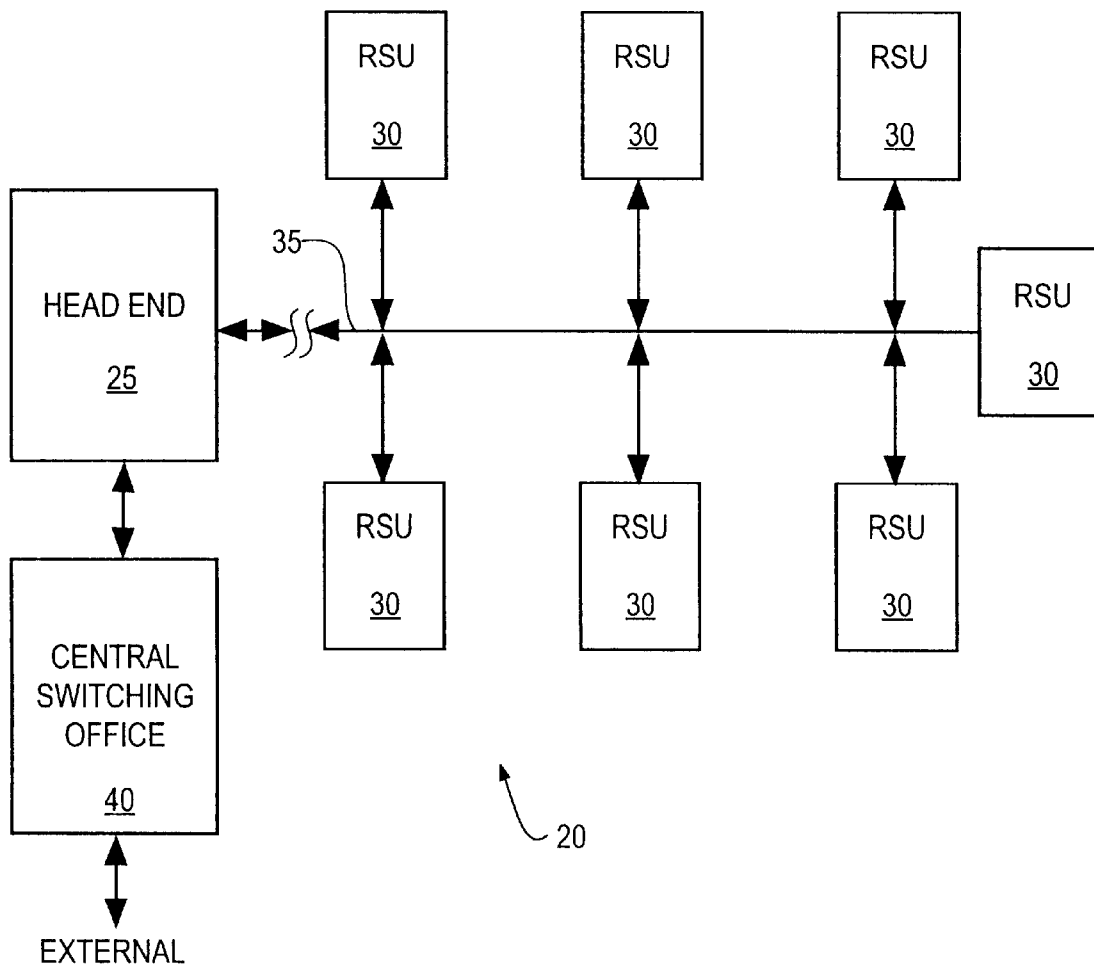 RSU
30
RSU
30
RSU
30
HEAD END
25
35
RSU
30
RSU
30
RSU
30
RSU
30
CENTRAL
SWITCHING
OFFICE
40
20
EXTERNAL